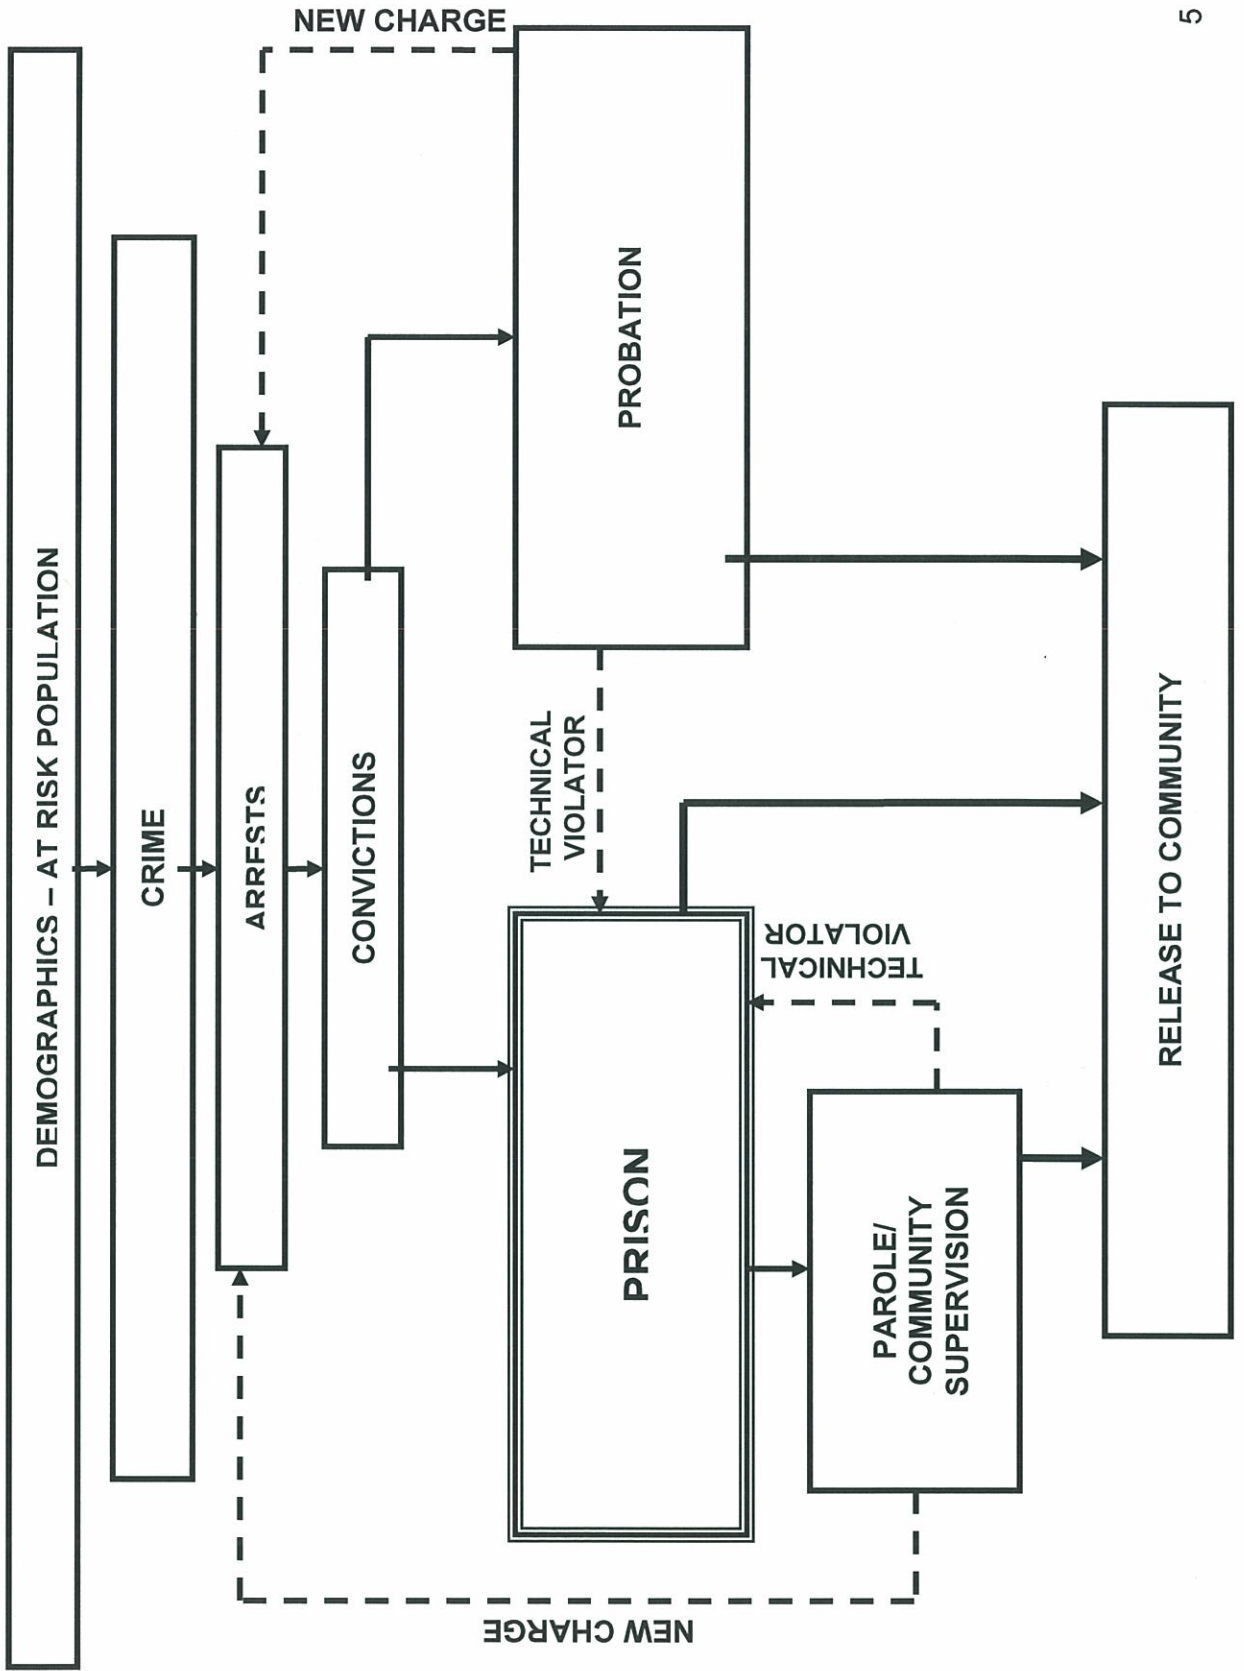 DEMOGRAPHICS – AT RISK POPULATION
CRIME
ARRESTS
CONVICTIONS
NEW CHARGE
PROBATION
TECHNICAL
VIOLATOR
PRISON
TECHNICAL
VIOLATOR
PAROLE/
COMMUNITY
SUPERVISION
NEW CHARGE
RELEASE TO COMMUNITY
5